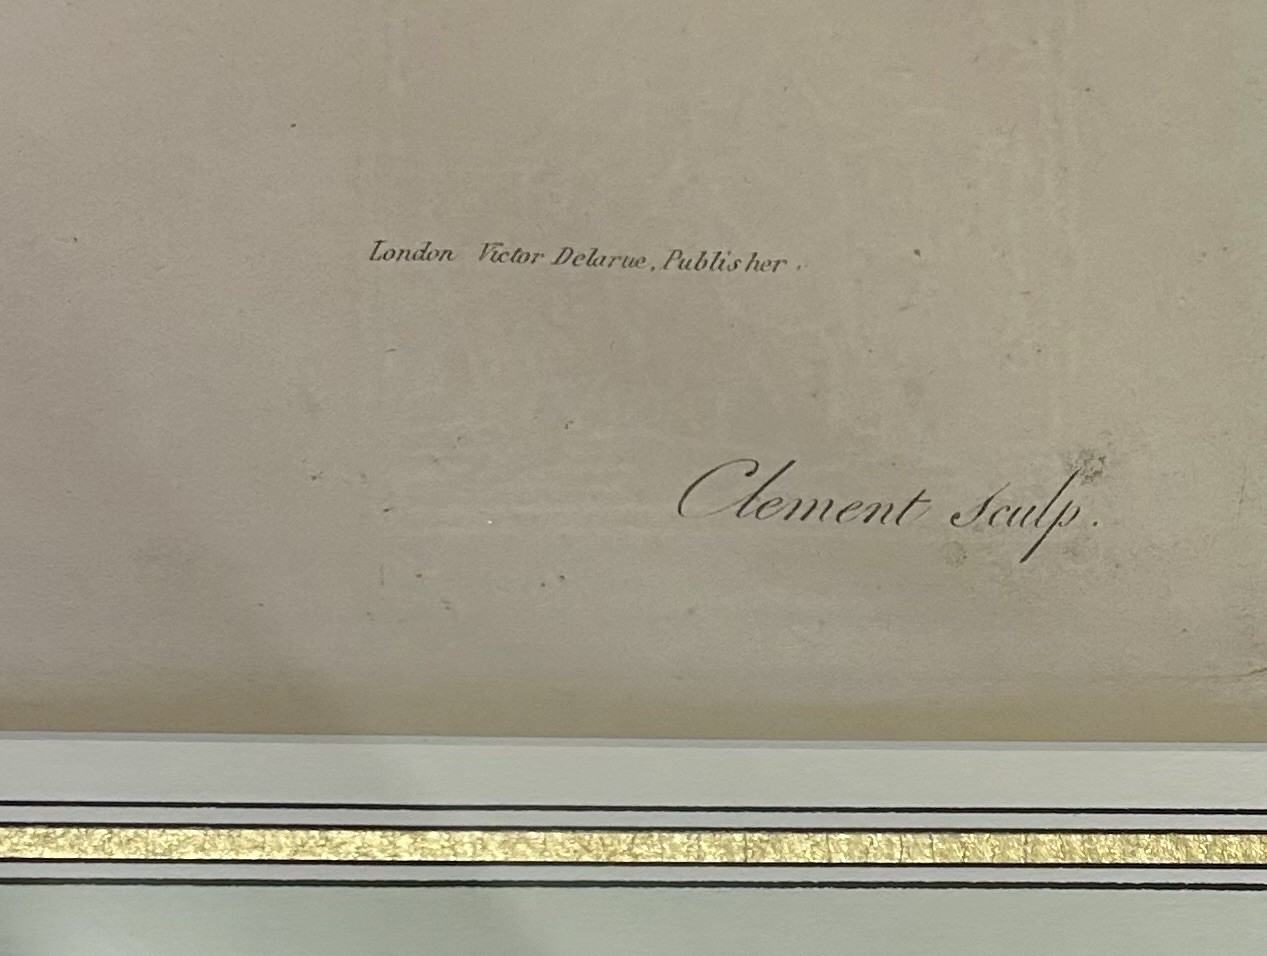 London Victor Delarue, Publisher.
Clement Sculp.